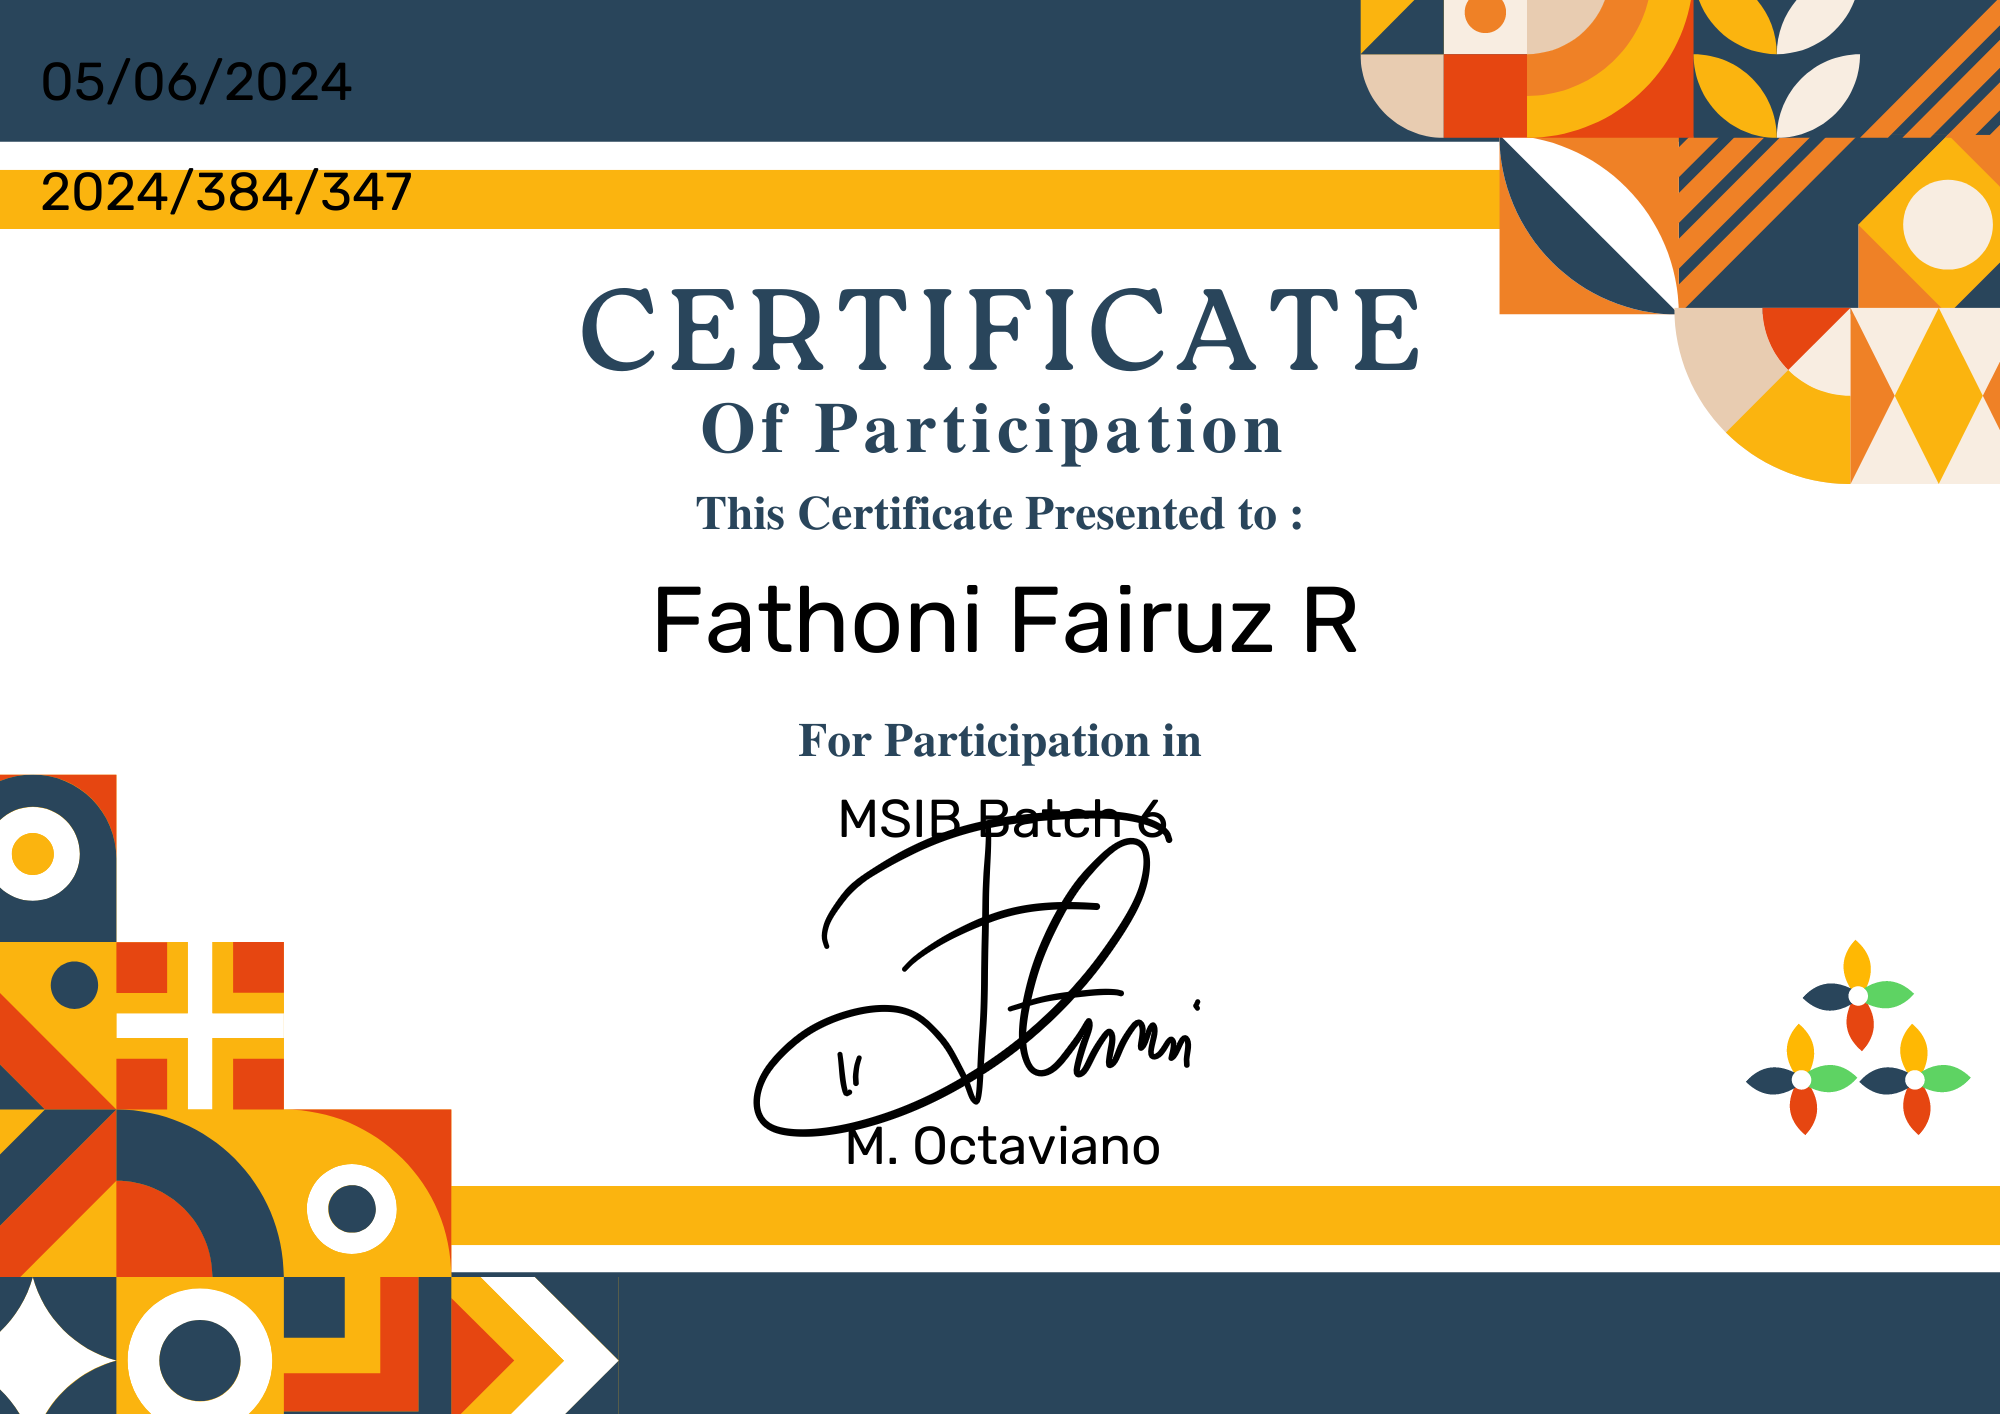 05/06/2024
2024/384/347
CERTIFICATE
Of Participation
This Certificate Presented to :
Fathoni Fairuz R
For Participation in
MSIB Batch 6
M. Octaviano